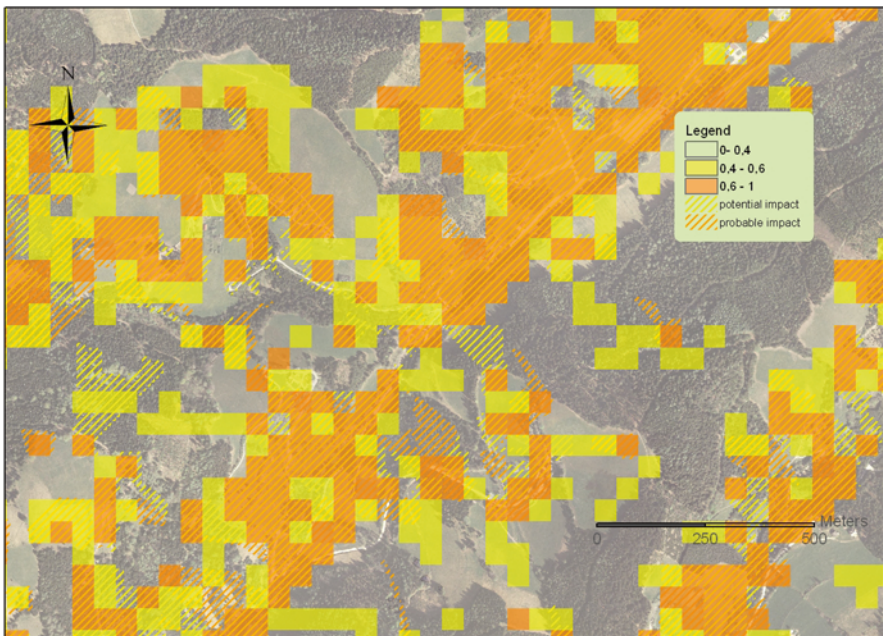 N
Legend
0- 0,4
0,4 - 0,6
0,6 - 1
potential impact
probable impact
Meters
0 250 500